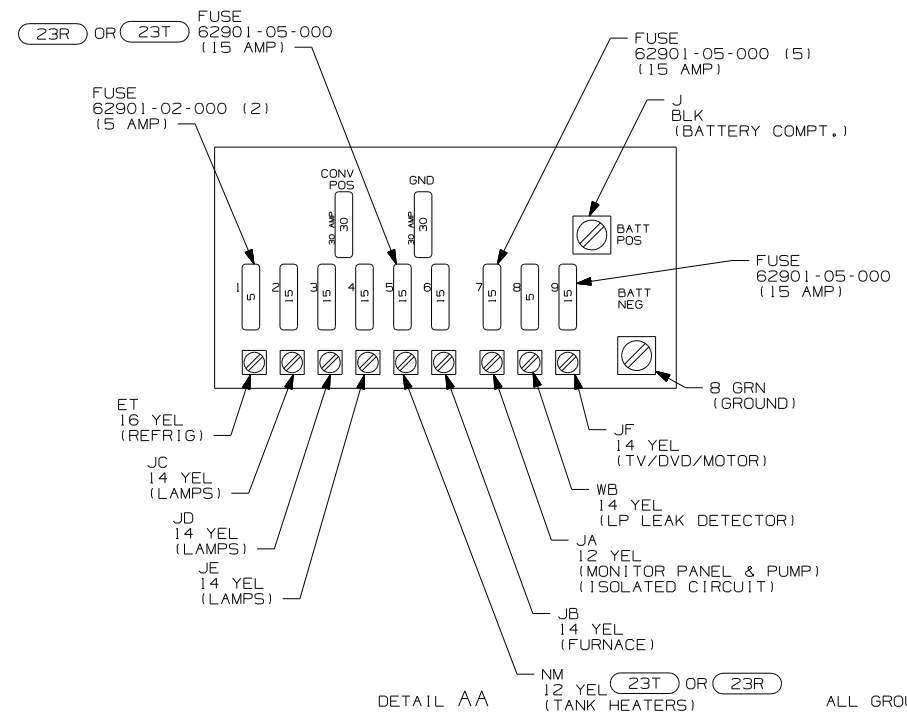 23R OR 23T
FUSE
62901-05-000
(15 AMP)
FUSE
62901-05-000 (5)
(15 AMP)
FUSE
62901-02-000 (2)
(5 AMP)
J
BLK
(BATTERY COMPT.)
CONV
POS
GND
30 AMP
30
30 AMP
30
BATT
POS
FUSE
62901-05-000
(15 AMP)
1
5
2
15
3
15
4
15
5
15
6
15
7
15
8
5
9
15
BATT
NEG
8 GRN
(GROUND)
ET
16 YEL
(REFRIG)
JC
14 YEL
(LAMPS)
JD
14 YEL
(LAMPS)
JE
14 YEL
(LAMPS)
JF
14 YEL
(TV/DVD/MOTOR)
WB
14 YEL
(LP LEAK DETECTOR)
JA
12 YEL
(MONITOR PANEL & PUMP)
(ISOLATED CIRCUIT)
JB
14 YEL
(FURNACE)
NM
12 YEL 23T OR 23R
(TANK HEATERS)
DETAIL AA
ALL GROU